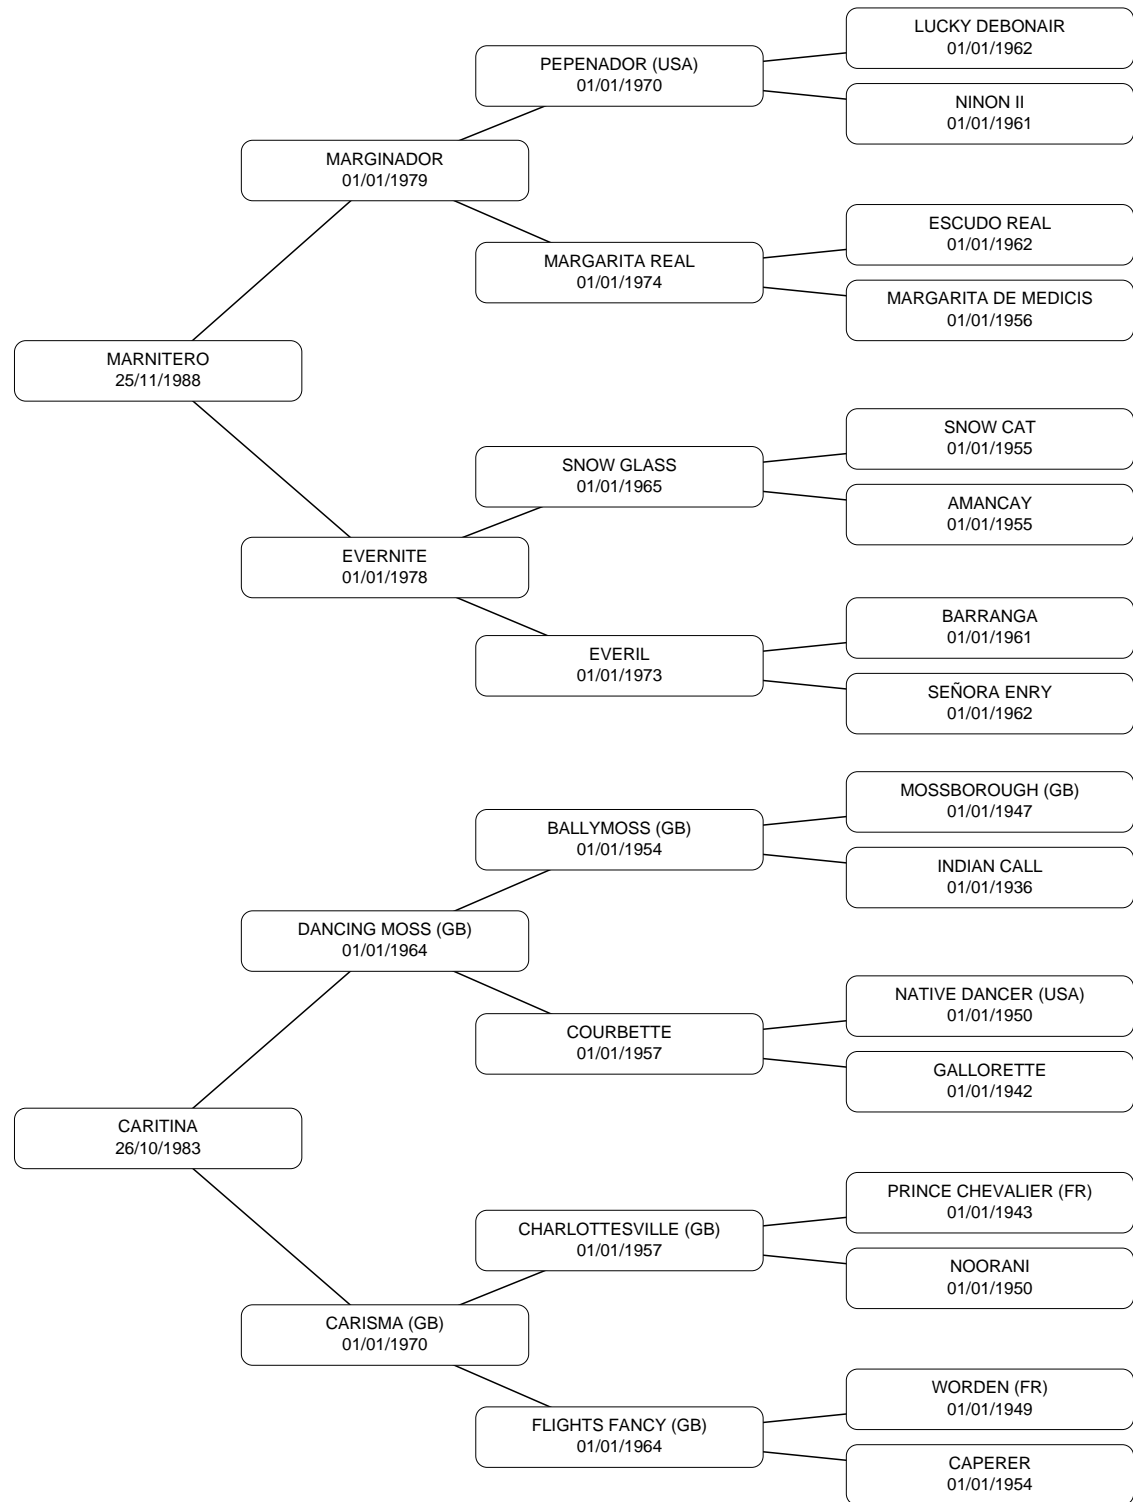 LUCKY DEBONAIR
01/01/1962
PEPENADOR (USA)
01/01/1970
NINON II
01/01/1961
MARGINADOR
01/01/1979
ESCUDO REAL
01/01/1962
MARGARITA REAL
01/01/1974
MARGARITA DE MEDICIS
01/01/1956
MARNITERO
25/11/1988
SNOW CAT
01/01/1955
SNOW GLASS
01/01/1965
AMANCAY
01/01/1955
EVERNITE
01/01/1978
BARRANGA
01/01/1961
EVERIL
01/01/1973
SEÑORA ENRY
01/01/1962
MOSSBOROUGH (GB)
01/01/1947
BALLYMOSS (GB)
01/01/1954
INDIAN CALL
01/01/1936
DANCING MOSS (GB)
01/01/1964
NATIVE DANCER (USA)
01/01/1950
COURBETTE
01/01/1957
GALLORETTE
01/01/1942
CARITINA
26/10/1983
PRINCE CHEVALIER (FR)
01/01/1943
CHARLOTTESVILLE (GB)
01/01/1957
NOORANI
01/01/1950
CARISMA (GB)
01/01/1970
WORDEN (FR)
01/01/1949
FLIGHTS FANCY (GB)
01/01/1964
CAPERER
01/01/1954